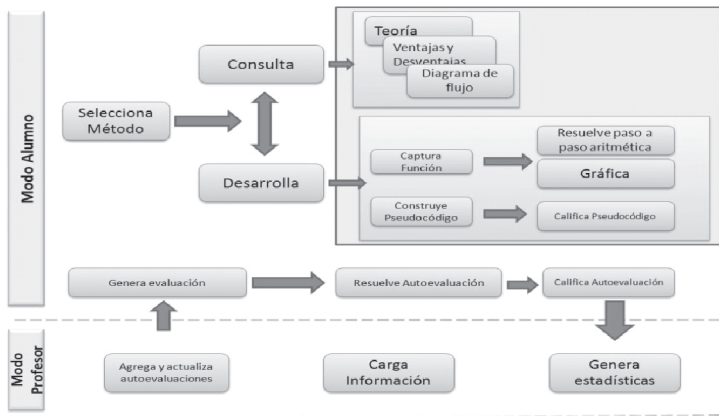 Modo Alumno
Selecciona
Método
Consulta
Desarrolla
Teoría
Ventajas y
Desventajas
Diagrama de
flujo
Captura
Función
Resuelve paso a
paso aritmética
Gráfica
Construye
Pseudocódigo
Califica Pseudocódigo
Genera evaluación
Resuelve Autoevaluación
Califica Autoevaluación
Modo
Profesor
Agrega y actualiza
autoevaluaciones
Carga
Información
Genera
estadísticas